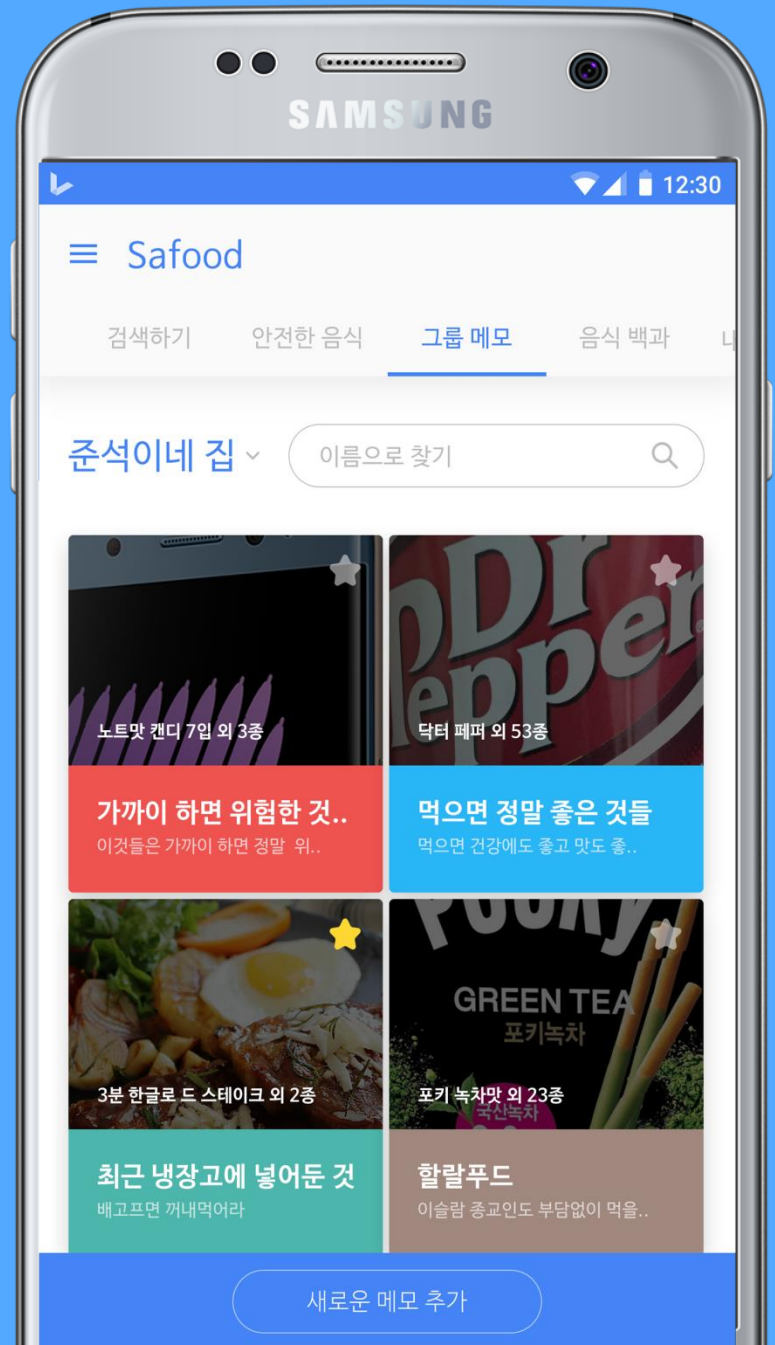 SAMSUNG
12:30
Safood
검색하기 안전한 음식 그룹 메모 음식 백과
준석이네 집 이름으로 찾기
Dr
Pepper
노트맛 캔디 7입 외 3종
닥터 페퍼 외 53종
가까이 하면 위험한 것..
이것들은 가까이 하면 정말 위..
먹으면 정말 좋은 것들
먹으면 건강에도 좋고 맛도 좋..
POCKY
GREEN TEA
포키녹차
3분 한글로 드 스테이크 외 2종
포키 녹차맛 외 23종
국산녹차
최근 냉장고에 넣어둔 것
배고프면 꺼내먹어라
할랄푸드
이슬람 종교인도 부담없이 먹을..
새로운 메모 추가